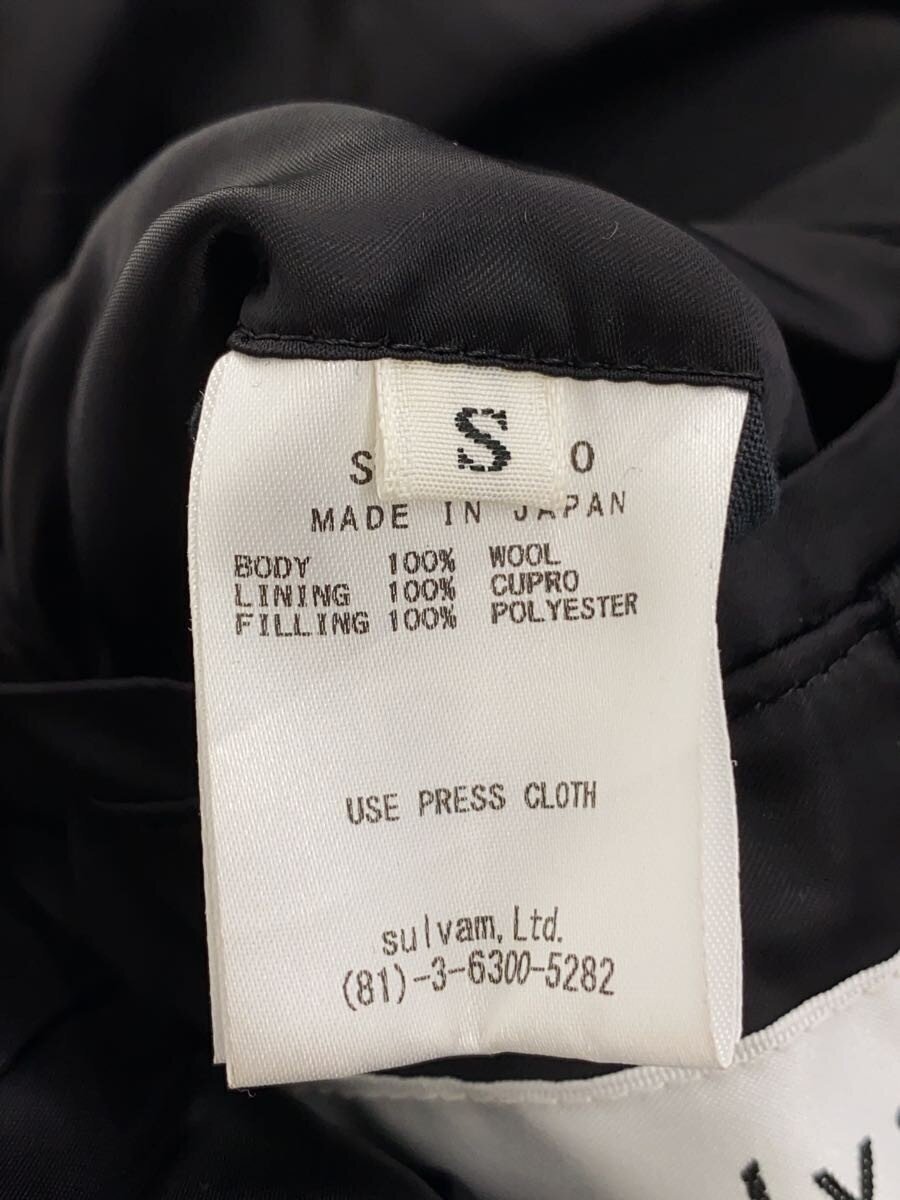 S
MADE IN JAPAN
BODY 100% WOOL
LINING 100% CUPRO
FILLING 100% POLYESTER
USE PRESS CLOTH
sulvam, Ltd.
(81)-3-6300-5282